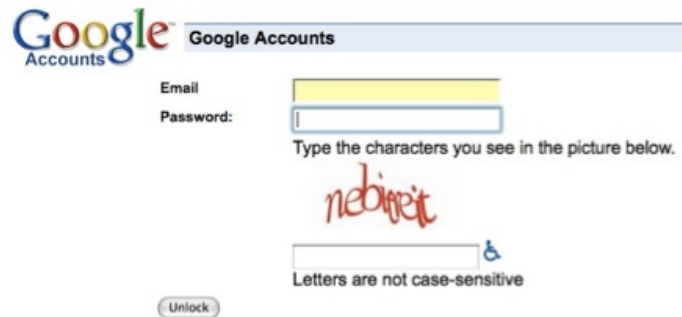 Google™ Google Accounts
Accounts
Email
Password:
Type the characters you see in the picture below.
Letters are not case-sensitive
Unlock